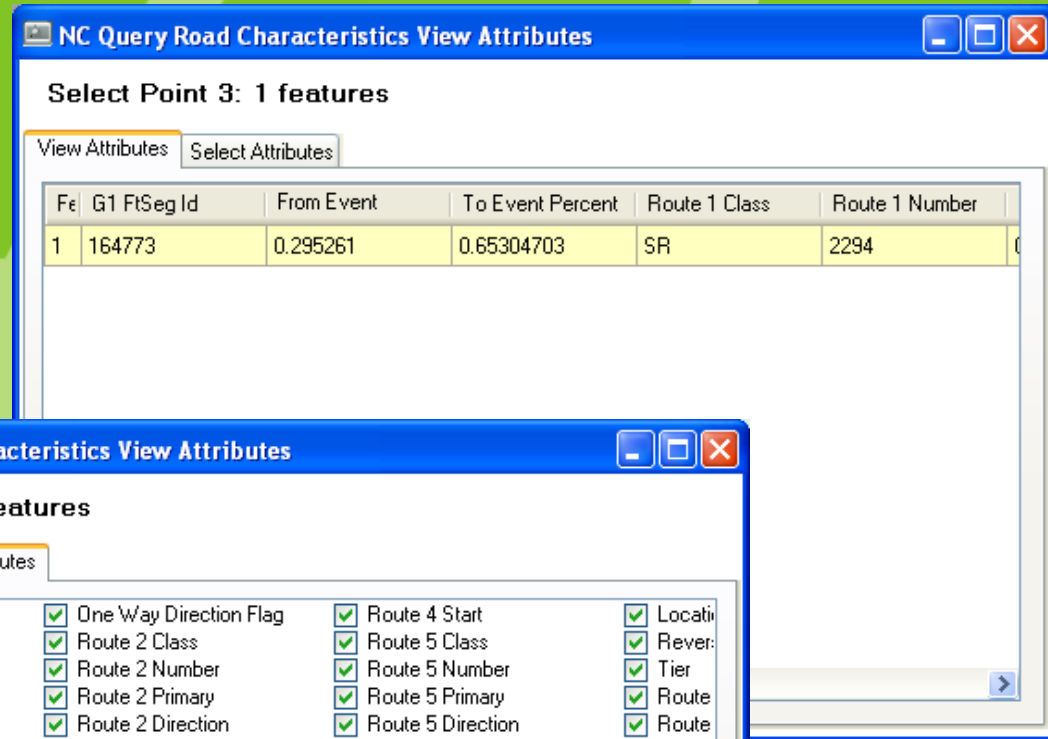 NC Query Road Characteristics View Attributes
Select Point 3: 1 features
View Attributes Select Attributes
Fe G1 FtSeg Id From Event To Event Percent Route 1 Class Route 1 Number
1 164773 0.295261 0.65304703 SR 2294 0
acteristics View Attributes
eatures
utes
One Way Direction Flag Route 4 Start Locati
Route 2 Class Route 5 Class Revers
Route 2 Number Route 5 Number Tier
Route 2 Primary Route 5 Primary Route
Route 2 Direction Route 5 Direction Route